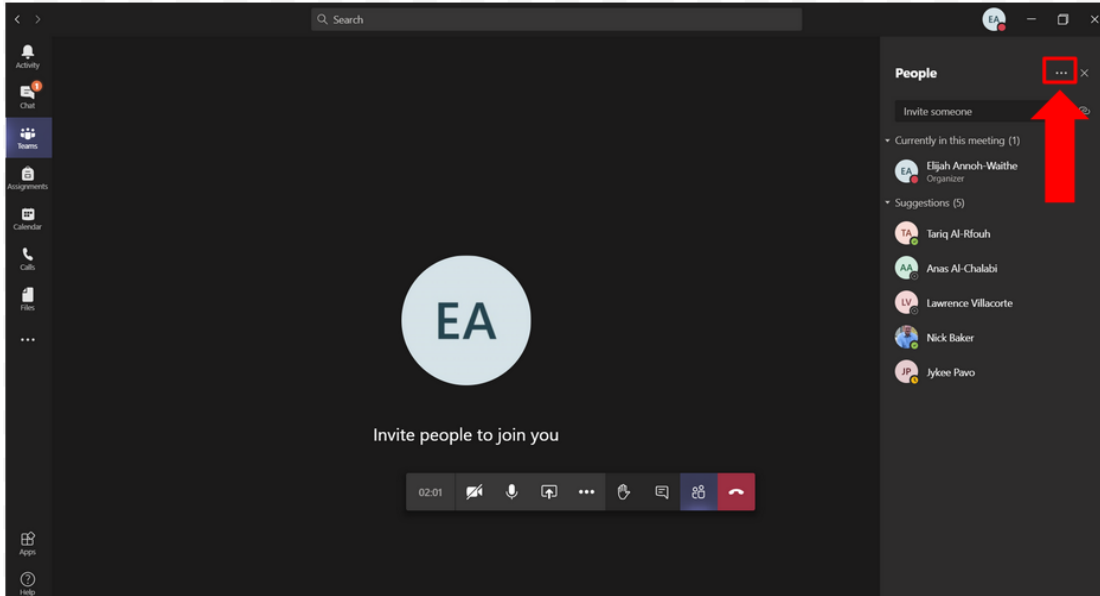 Search
EA
Activity
1
Chat
Teams
Assignments
Calendar
Calls
Files
Apps
Help
EA
Invite people to join you
02:01
People
Invite someone
Currently in this meeting (1)
EA
Elijah Annoh-Waithe
Organizer
Suggestions (5)
TA
Tariq Al-Rfouh
AA
Anas Al-Chalabi
LV
Lawrence Villacorte
Nick Baker
JP
Jykee Pavo